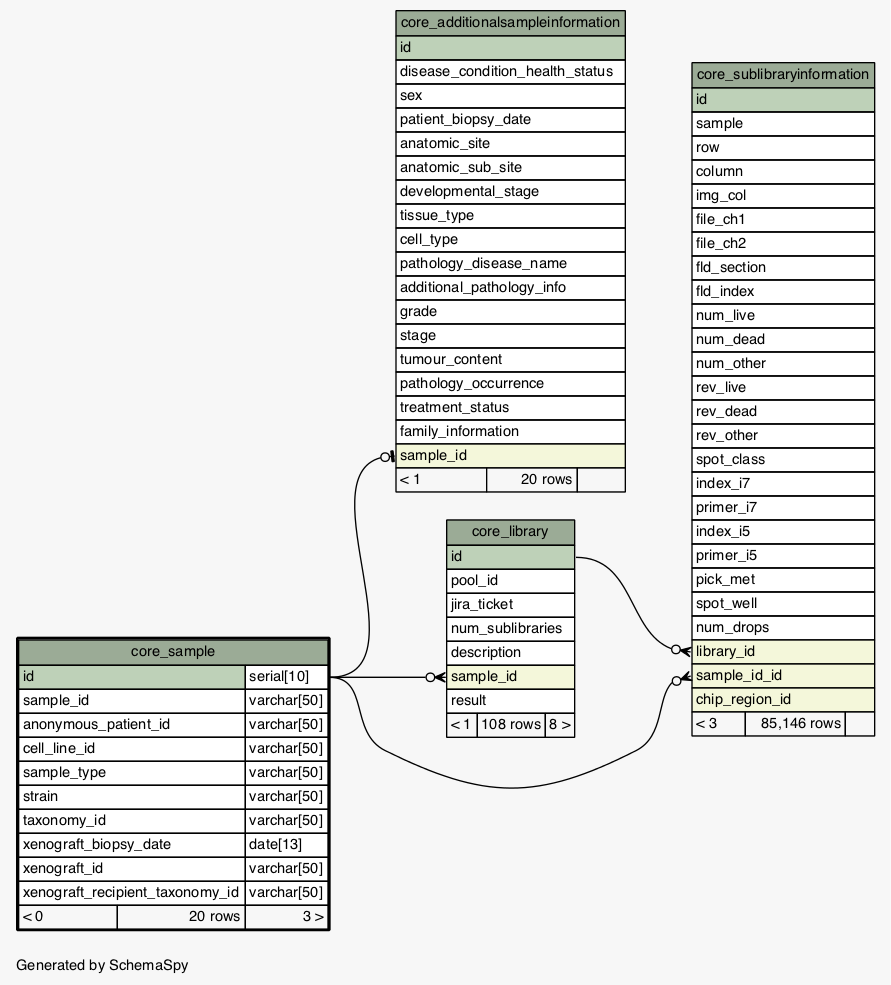 core_additionalsampleinformation
id
disease_condition_health_status
sex
patient_biopsy_date
anatomic_site
anatomic_sub_site
developmental_stage
tissue_type
cell_type
pathology_disease_name
additional_pathology_info
grade
stage
tumour_content
pathology_occurrence
treatment_status
family_information
sample_id
< 1 20 rows
core_sublibraryinformation
id
sample
row
column
img_col
file_ch1
file_ch2
fld_section
fld_index
num_live
num_dead
num_other
rev_live
rev_dead
rev_other
spot_class
index_i7
primer_i7
index_i5
primer_i5
pick_met
spot_well
num_drops
library_id
sample_id_id
chip_region_id
< 3 85,146 rows
core_library
id
pool_id
jira_ticket
num_sublibraries
description
sample_id
result
< 1 108 rows 8 >
core_sample
id serial[10]
sample_id varchar[50]
anonymous_patient_id varchar[50]
cell_line_id varchar[50]
sample_type varchar[50]
strain varchar[50]
taxonomy_id varchar[50]
xenograft_biopsy_date date[13]
xenograft_id varchar[50]
xenograft_recipient_taxonomy_id varchar[50]
< 0 20 rows 3 >
Generated by SchemaSpy